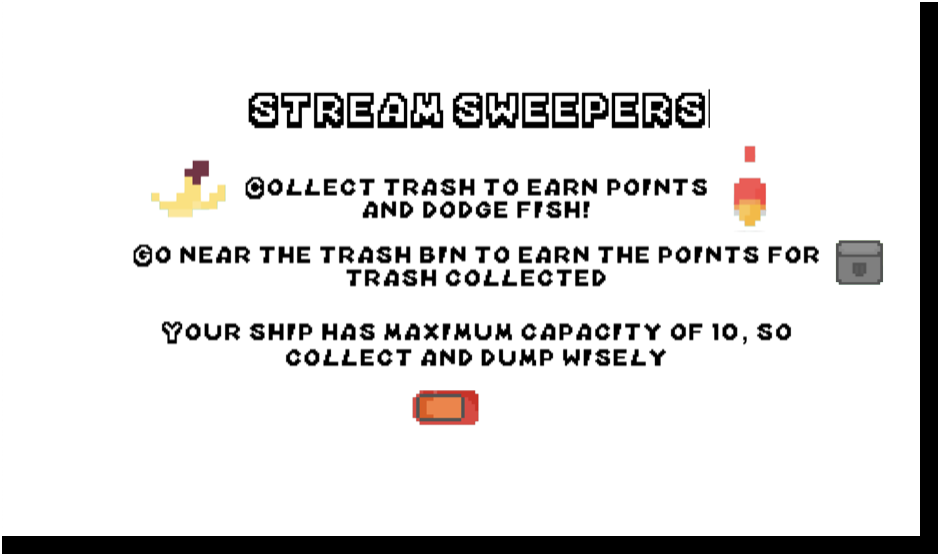 STREAM SWEEPERS
COLLECT TRASH TO EARN POINTS
AND DODGE FISH!
GO NEAR THE TRASH BIN TO EARN THE POINTS FOR
TRASH COLLECTED
YOUR SHIP HAS MAXIMUM CAPACITY OF 10, SO
COLLECT AND DUMP WISELY